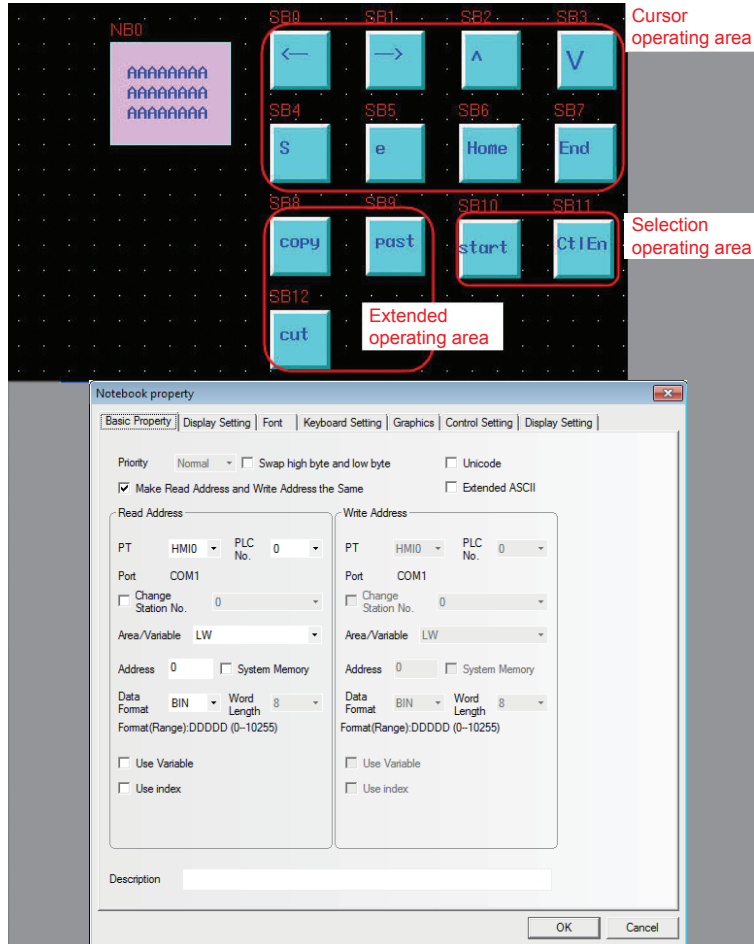 NB0
AAAAAAAA
AAAAAAAA
AAAAAAAA
SB0 SB1 SB2 SB3
<— —> ^ V
SB4 SB5 SB6 SB7
S e Home End
Cursor
operating area
SB8 SB9 SB10 SB11
copy past start CtlEn
Selection
operating area
SB12
cut
Extended
operating area
Notebook property
Basic Property Display Setting Font Keyboard Setting Graphics Control Setting Display Setting
Priority Normal Swap high byte and low byte Unicode
Make Read Address and Write Address the Same Extended ASCII
Read Address
PT HMI0 PLC No. 0
Port COM1
Change Station No. 0
Area/Variable LW
Address 0 System Memory
Data Format BIN Word Length 8
Format(Range):DDDDD (0--10255)
Use Variable
Use index
Write Address
PT HMI0 PLC No. 0
Port COM1
Change Station No. 0
Area/Variable LW
Address 0 System Memory
Data Format BIN Word Length 8
Format(Range):DDDDD (0--10255)
Use Variable
Use index
Description
OK Cancel